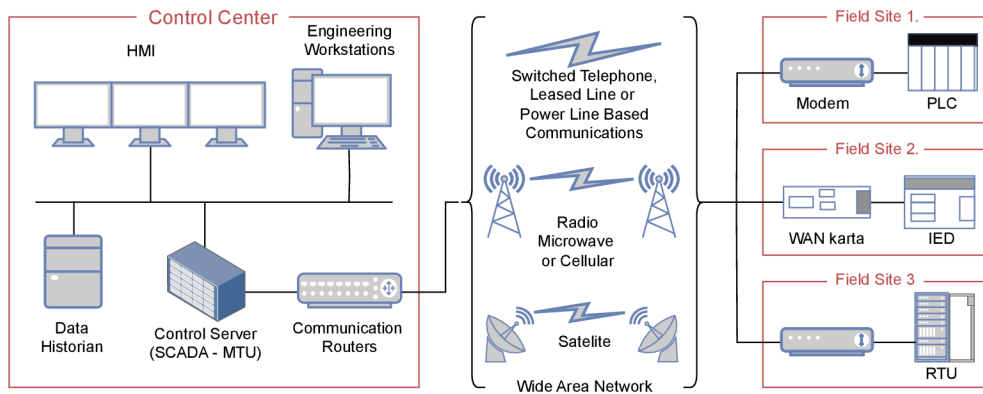 Control Center
HMI
Engineering
Workstations
Data
Historian
Control Server
(SCADA - MTU)
Communication
Routers
Switched Telephone,
Leased Line or
Power Line Based
Communications
Radio
Microwave
or Cellular
Satelite
Wide Area Network
Field Site 1.
Modem
PLC
Field Site 2.
WAN karta
IED
Field Site 3
RTU